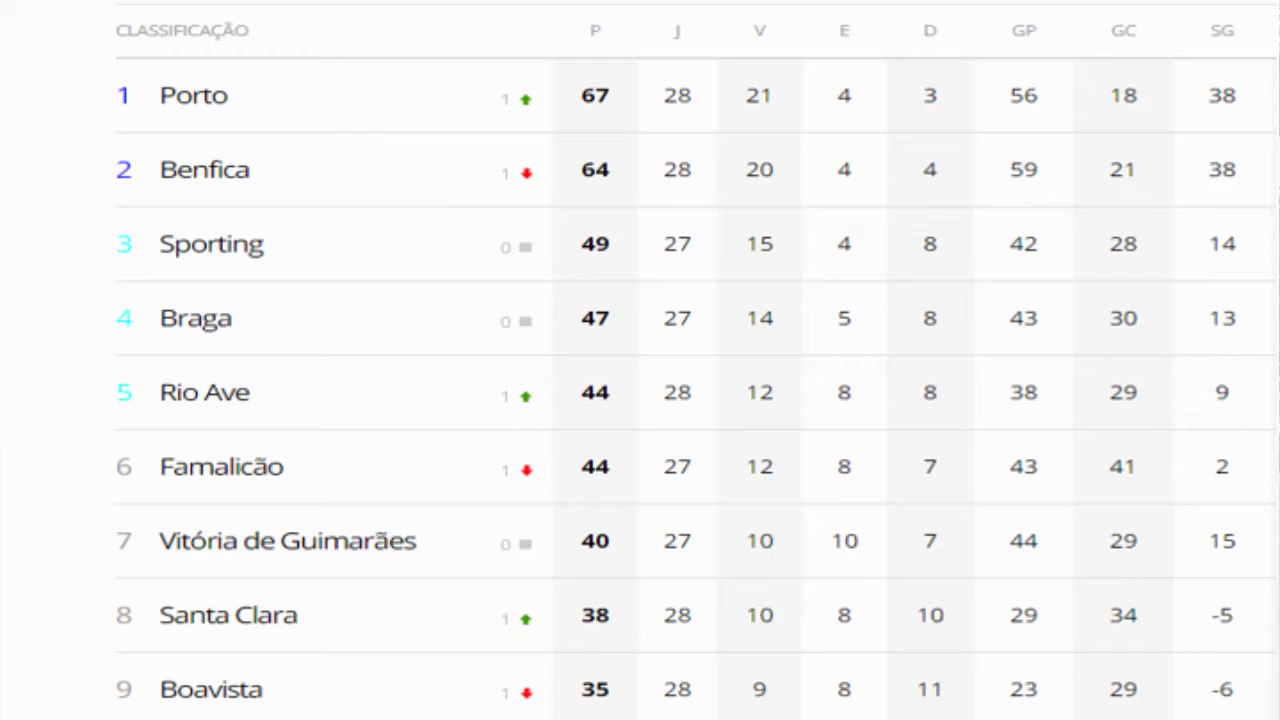 CLASSIFICAÇÃO P J V E D GP GC SG
1 Porto 1 67 28 21 4 3 56 18 38
2 Benfica 1 64 28 20 4 4 59 21 38
3 Sporting 0 49 27 15 4 8 42 28 14
4 Braga 0 47 27 14 5 8 43 30 13
5 Rio Ave 1 44 28 12 8 8 38 29 9
6 Famalicão 1 44 27 12 8 7 43 41 2
7 Vitória de Guimarães 0 40 27 10 10 7 44 29 15
8 Santa Clara 1 38 28 10 8 10 29 34 -5
9 Boavista 1 35 28 9 8 11 23 29 -6